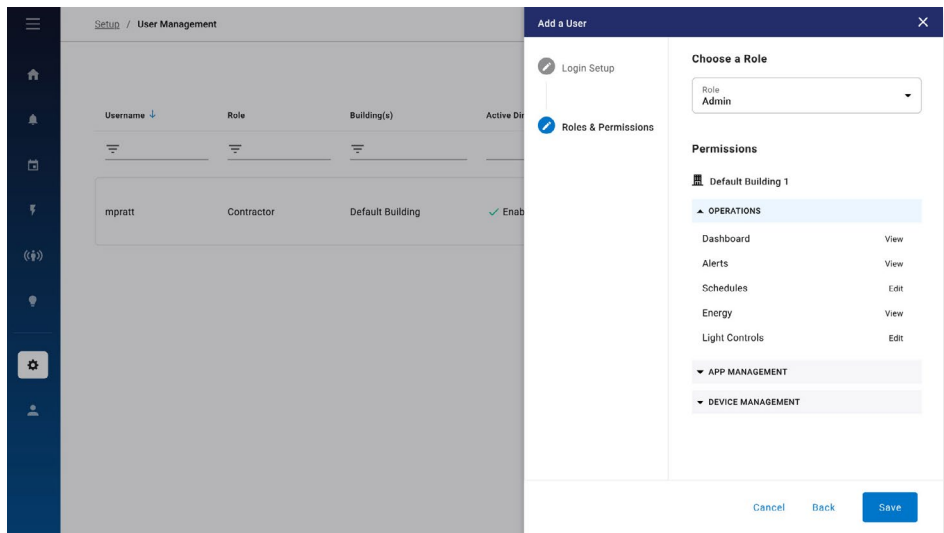 Setup / User Management
Username Role Building(s) Active Dir
mpratt Contractor Default Building Enab
Add a User
Login Setup
Roles & Permissions
Choose a Role
Role
Admin
Permissions
Default Building 1
OPERATIONS
Dashboard View
Alerts View
Schedules Edit
Energy View
Light Controls Edit
APP MANAGEMENT
DEVICE MANAGEMENT
Cancel Back Save